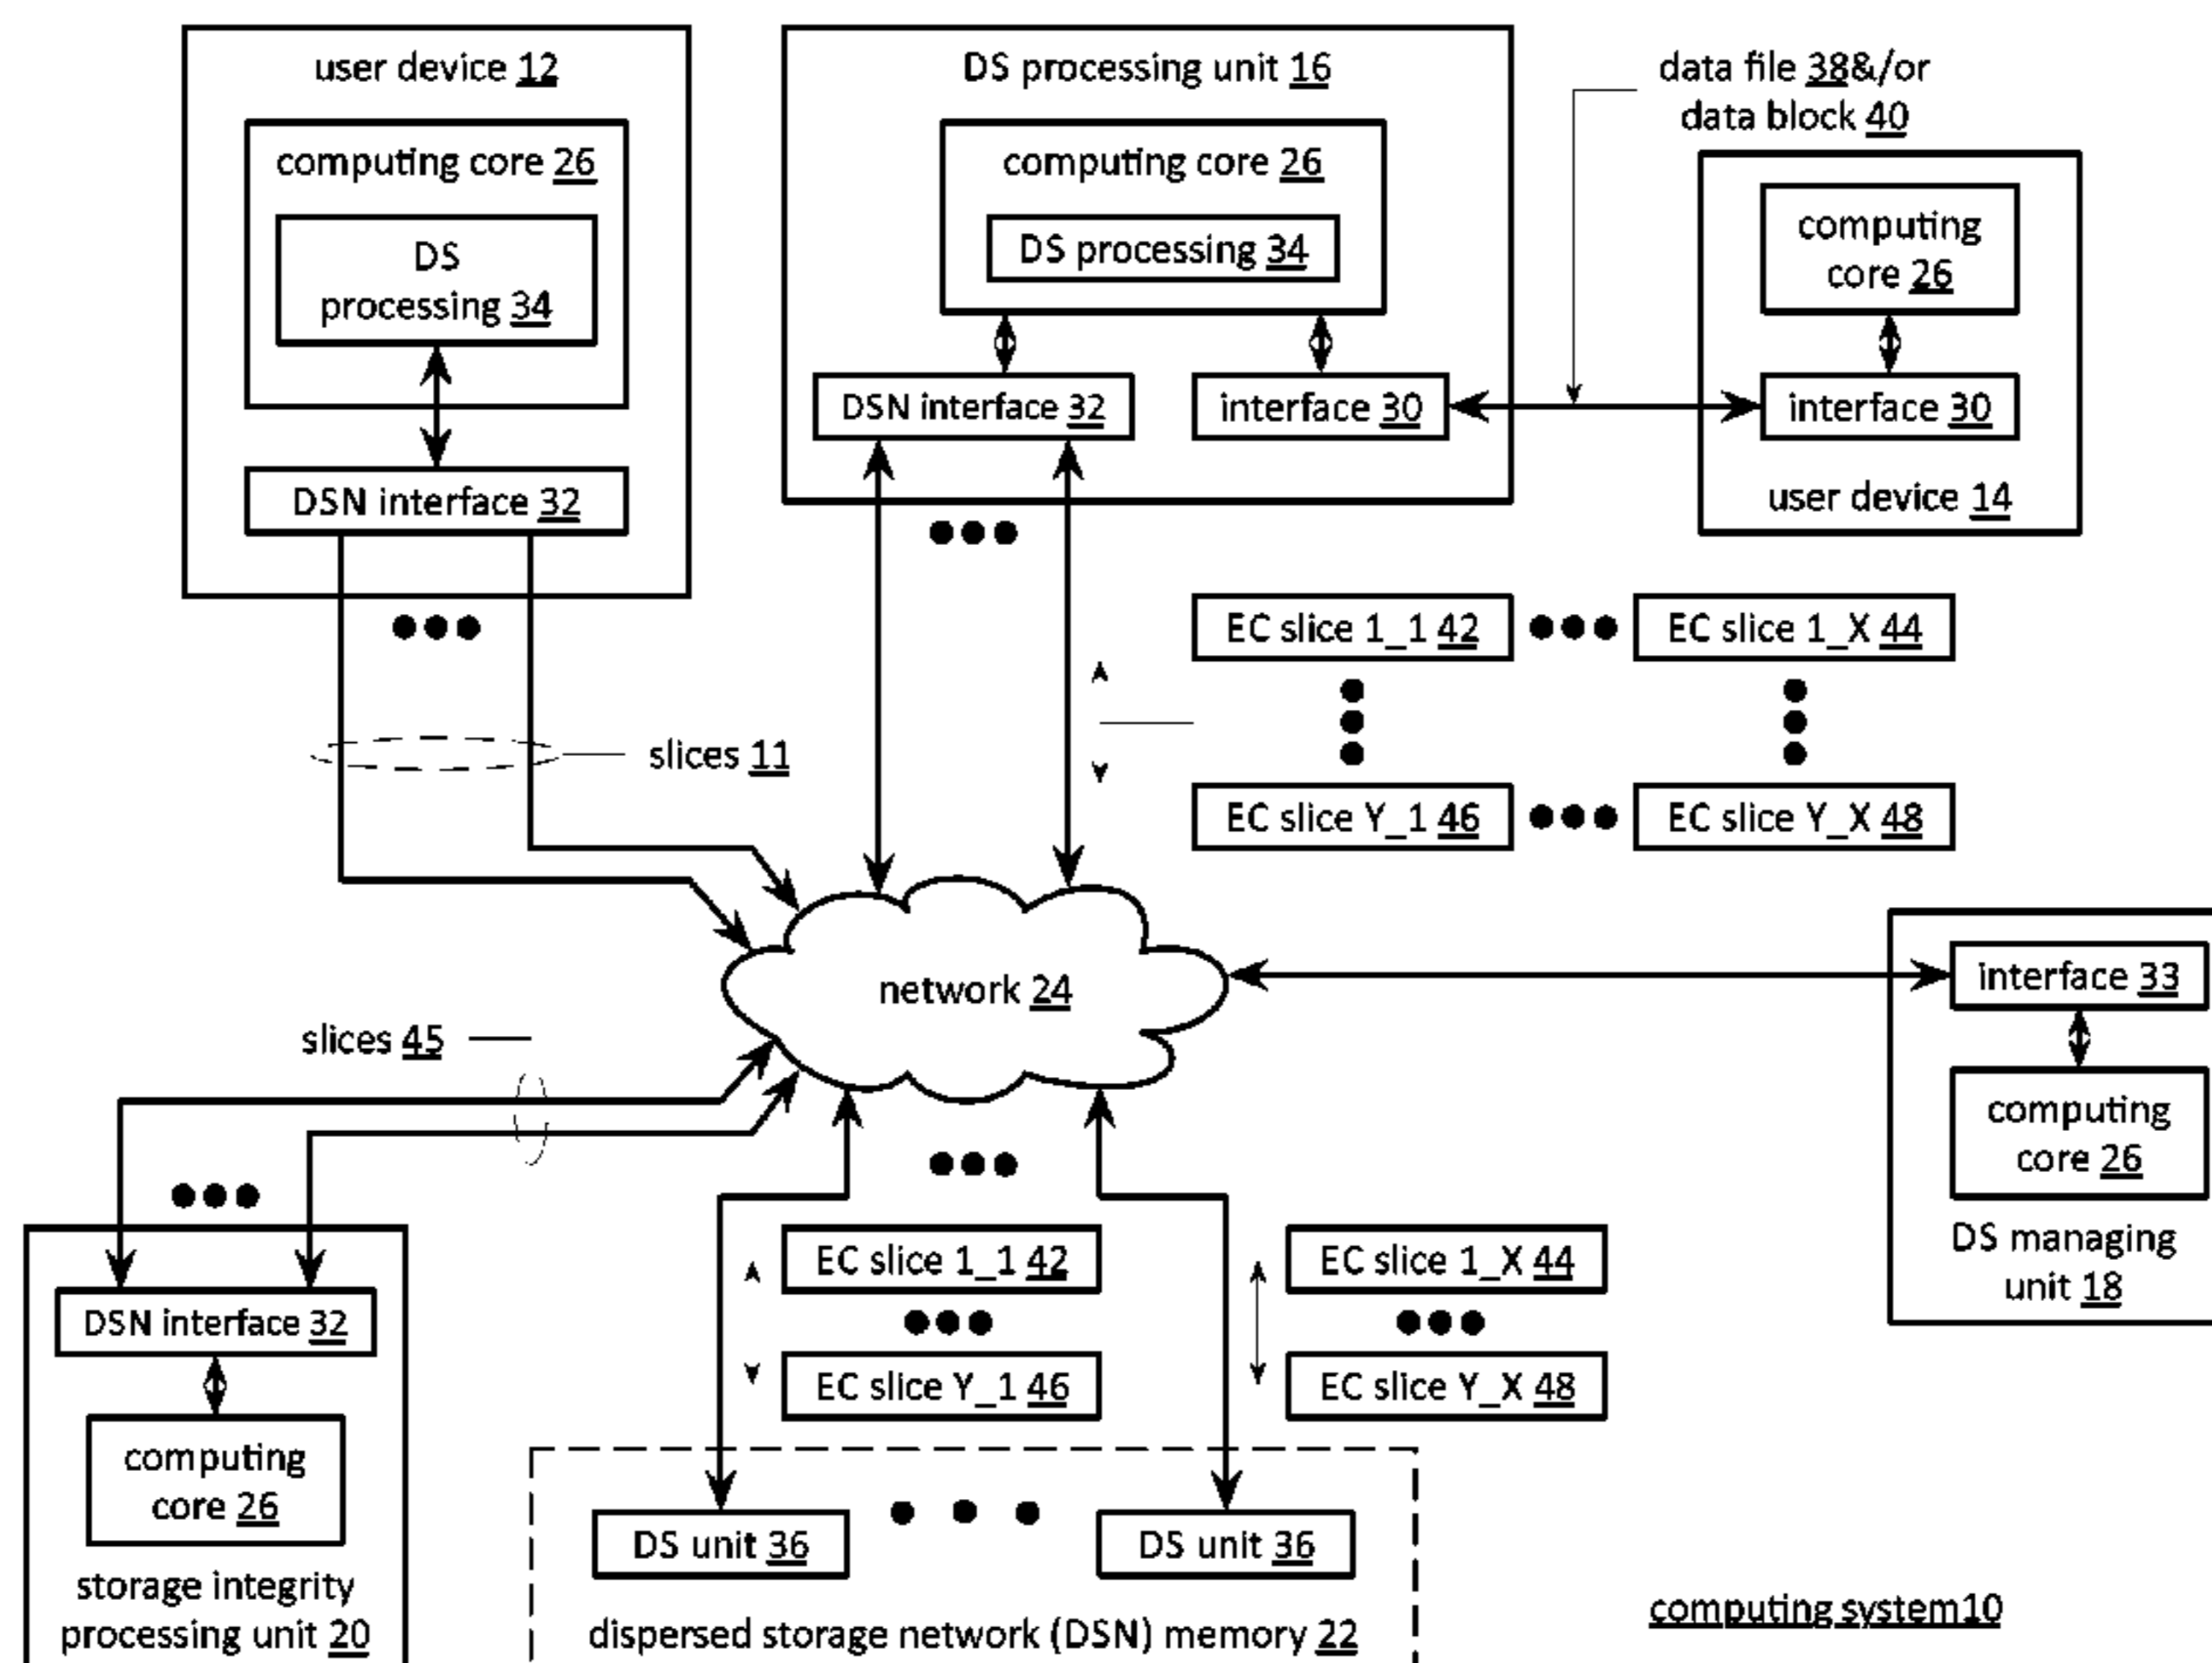 user device 12
computing core 26
DS
processing 34
DSN interface 32
DS processing unit 16
computing core 26
DS processing 34
DSN interface 32
interface 30
data file 38&/or
data block 40
computing
core 26
interface 30
user device 14
slices 11
EC slice 1_1 42
EC slice 1_X 44
EC slice Y_1 46
EC slice Y_X 48
network 24
interface 33
computing
core 26
DS managing
unit 18
slices 45
DSN interface 32
computing
core 26
storage integrity
processing unit 20
EC slice 1_1 42
EC slice Y_1 46
EC slice 1_X 44
EC slice Y_X 48
DS unit 36
DS unit 36
dispersed storage network (DSN) memory 22
computing system10